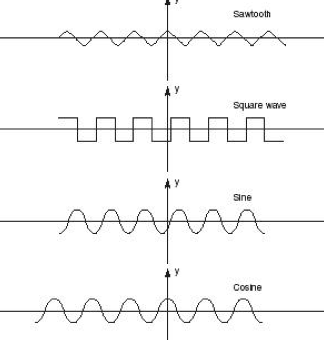 y
Sawtooth
y
Square wave
y
Sine
y
Cosine